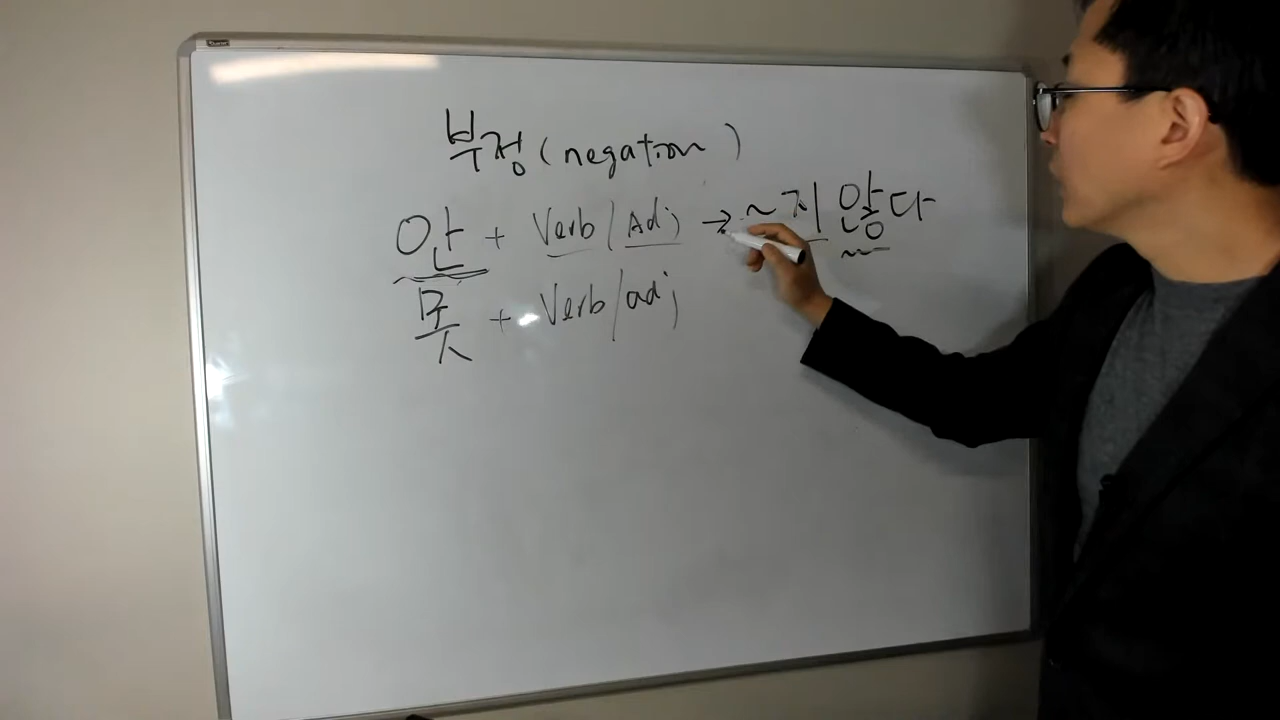 부정 (negation)
안 + Verb/Adj → ~지 않다
못 + Verb/adj